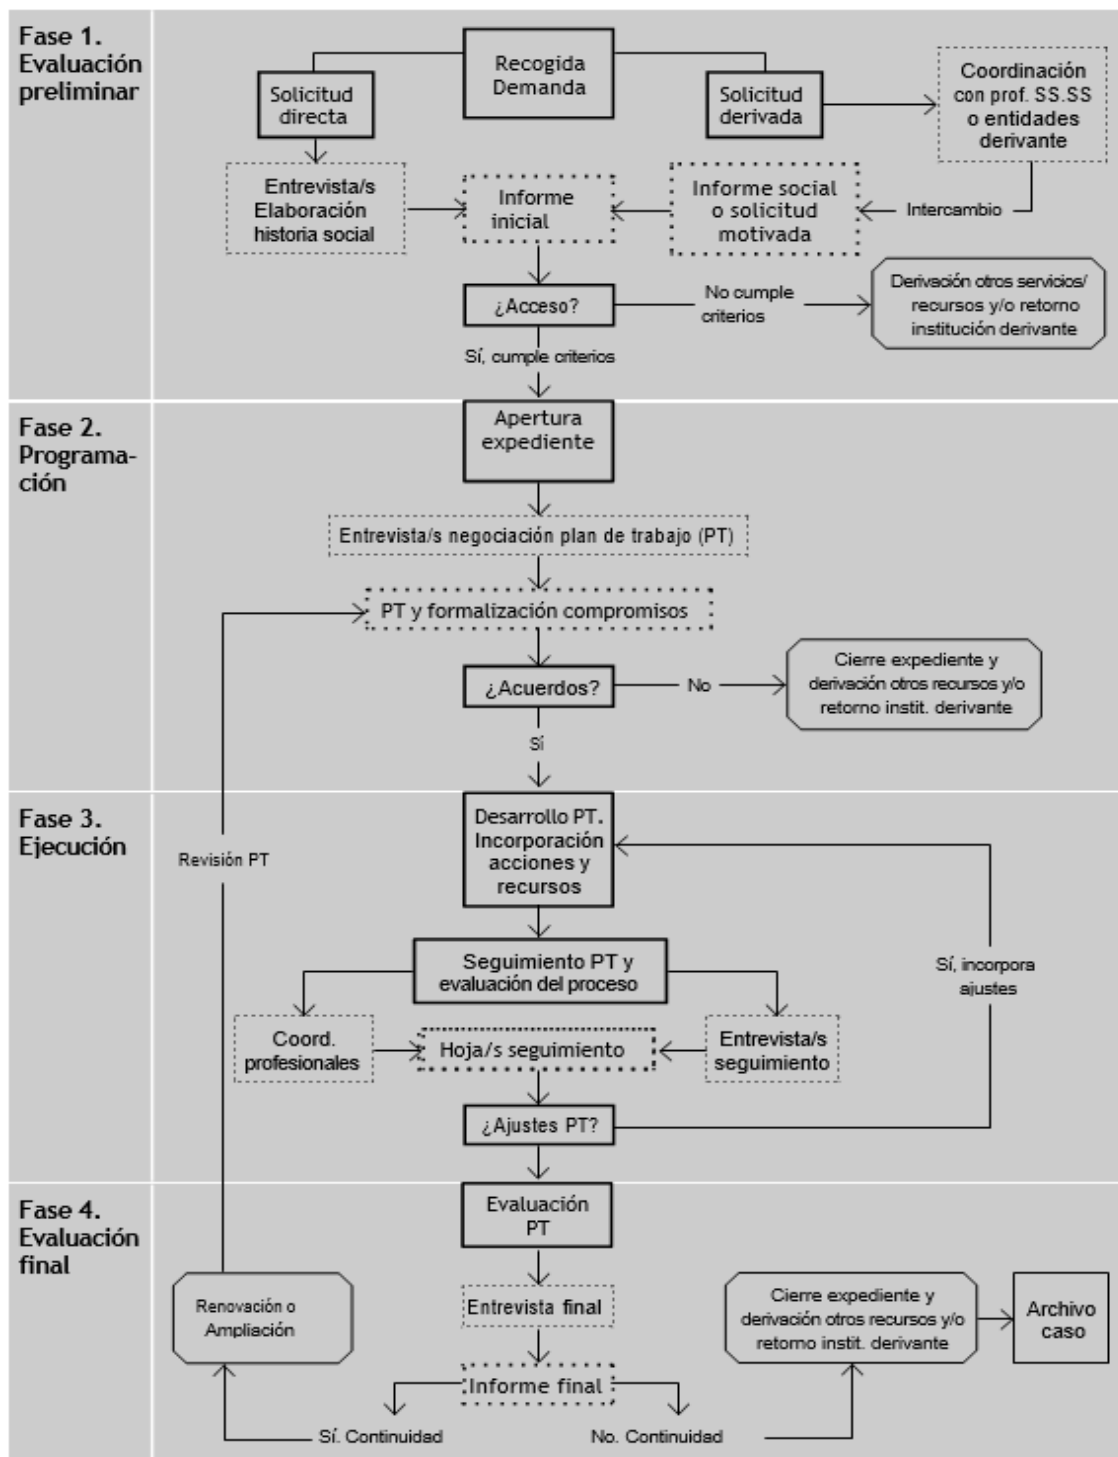 Fase 1.
Evaluación
preliminar
Recogida
Demanda
Solicitud
directa
Solicitud
derivada
Coordinación
con prof. SS.SS
o entidades
derivante
Entrevista/s
Elaboración
historia social
Informe
inicial
Informe social
o solicitud
motivada
Intercambio
¿Acceso?
No cumple
criterios
Derivación otros servicios/
recursos y/o retorno
institución derivante
Sí, cumple criterios
Fase 2.
Programa-
ción
Apertura
expediente
Entrevista/s negociación plan de trabajo (PT)
PT y formalización compromisos
¿Acuerdos?
No
Cierre expediente y
derivación otros recursos y/o
retorno instit. derivante
Sí
Fase 3.
Ejecución
Desarrollo PT.
Incorporación
acciones y
recursos
Revisión PT
Seguimiento PT y
evaluación del proceso
Sí, incorpora
ajustes
Coord.
profesionales
Hoja/s seguimiento
Entrevista/s
seguimiento
¿Ajustes PT?
Fase 4.
Evaluación
final
Evaluación
PT
Renovación o
Ampliación
Entrevista final
Cierre expediente y
derivación otros recursos y/o
retorno instit. derivante
Archivo
caso
Informe final
Sí. Continuidad
No. Continuidad